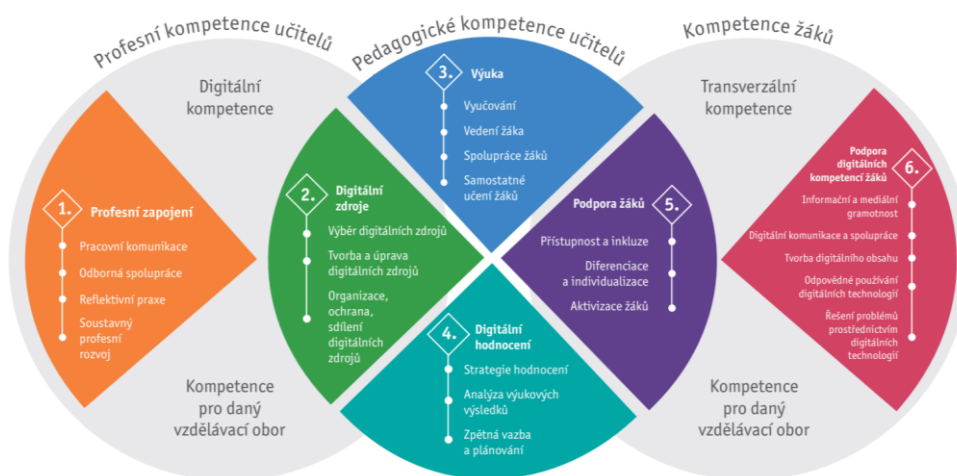 Profesní kompetence učitelů
Pedagogické kompetence učitelů
Kompetence žáků
Digitální
kompetence
Transverzální
kompetence
1. Profesní zapojení
Pracovní komunikace
Odborná spolupráce
Reflektivní praxe
Soustavný
profesní
rozvoj
2. Digitální
zdroje
Výběr digitálních zdrojů
Tvorba a úprava
digitálních zdrojů
Organizace,
ochrana,
sdílení
digitálních
zdrojů
3. Výuka
Vyučování
Vedení žáka
Spolupráce žáků
Samostatné
učení žáků
4. Digitální
hodnocení
Strategie hodnocení
Analýza výukových
výsledků
Zpětná vazba
a plánování
Podpora žáků 5.
Přístupnost a inkluze
Diferenciace
a individualizace
Aktivizace žáků
Podpora
digitálních
kompetencí žáků 6.
Informační a mediální
gramotnost
Digitální komunikace a spolupráce
Tvorba digitálního obsahu
Odpovědné používání
digitálních technologií
Řešení problémů
prostřednictvím
digitálních
technologií
Kompetence
pro daný
vzdělávací obor
Kompetence
pro daný
vzdělávací obor